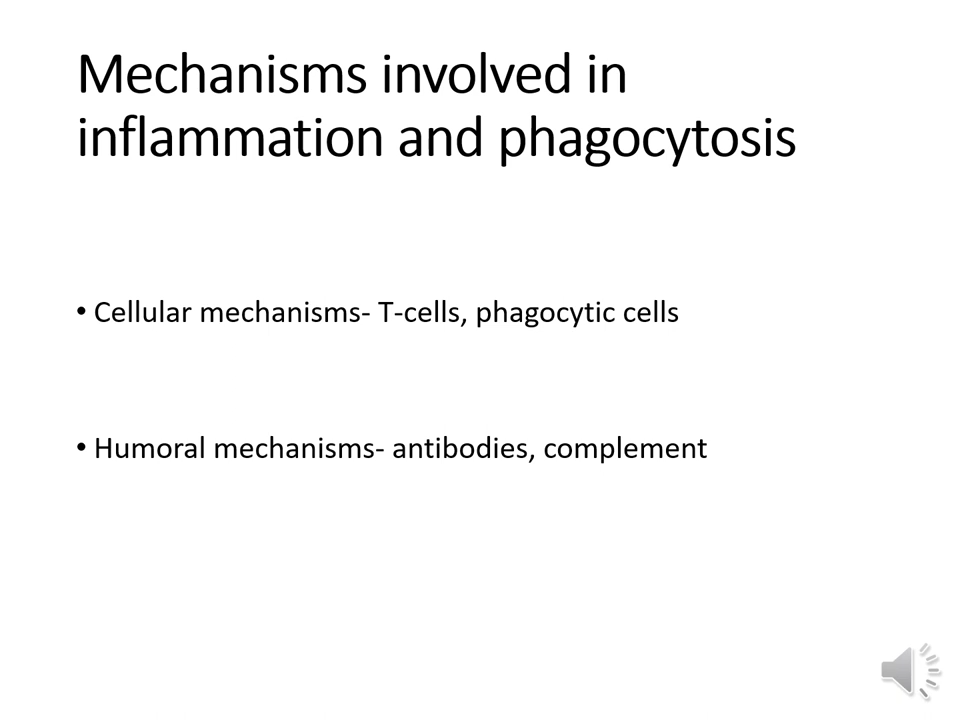 Mechanisms involved in
inflammation and phagocytosis
• Cellular mechanisms- T-cells, phagocytic cells
• Humoral mechanisms- antibodies, complement